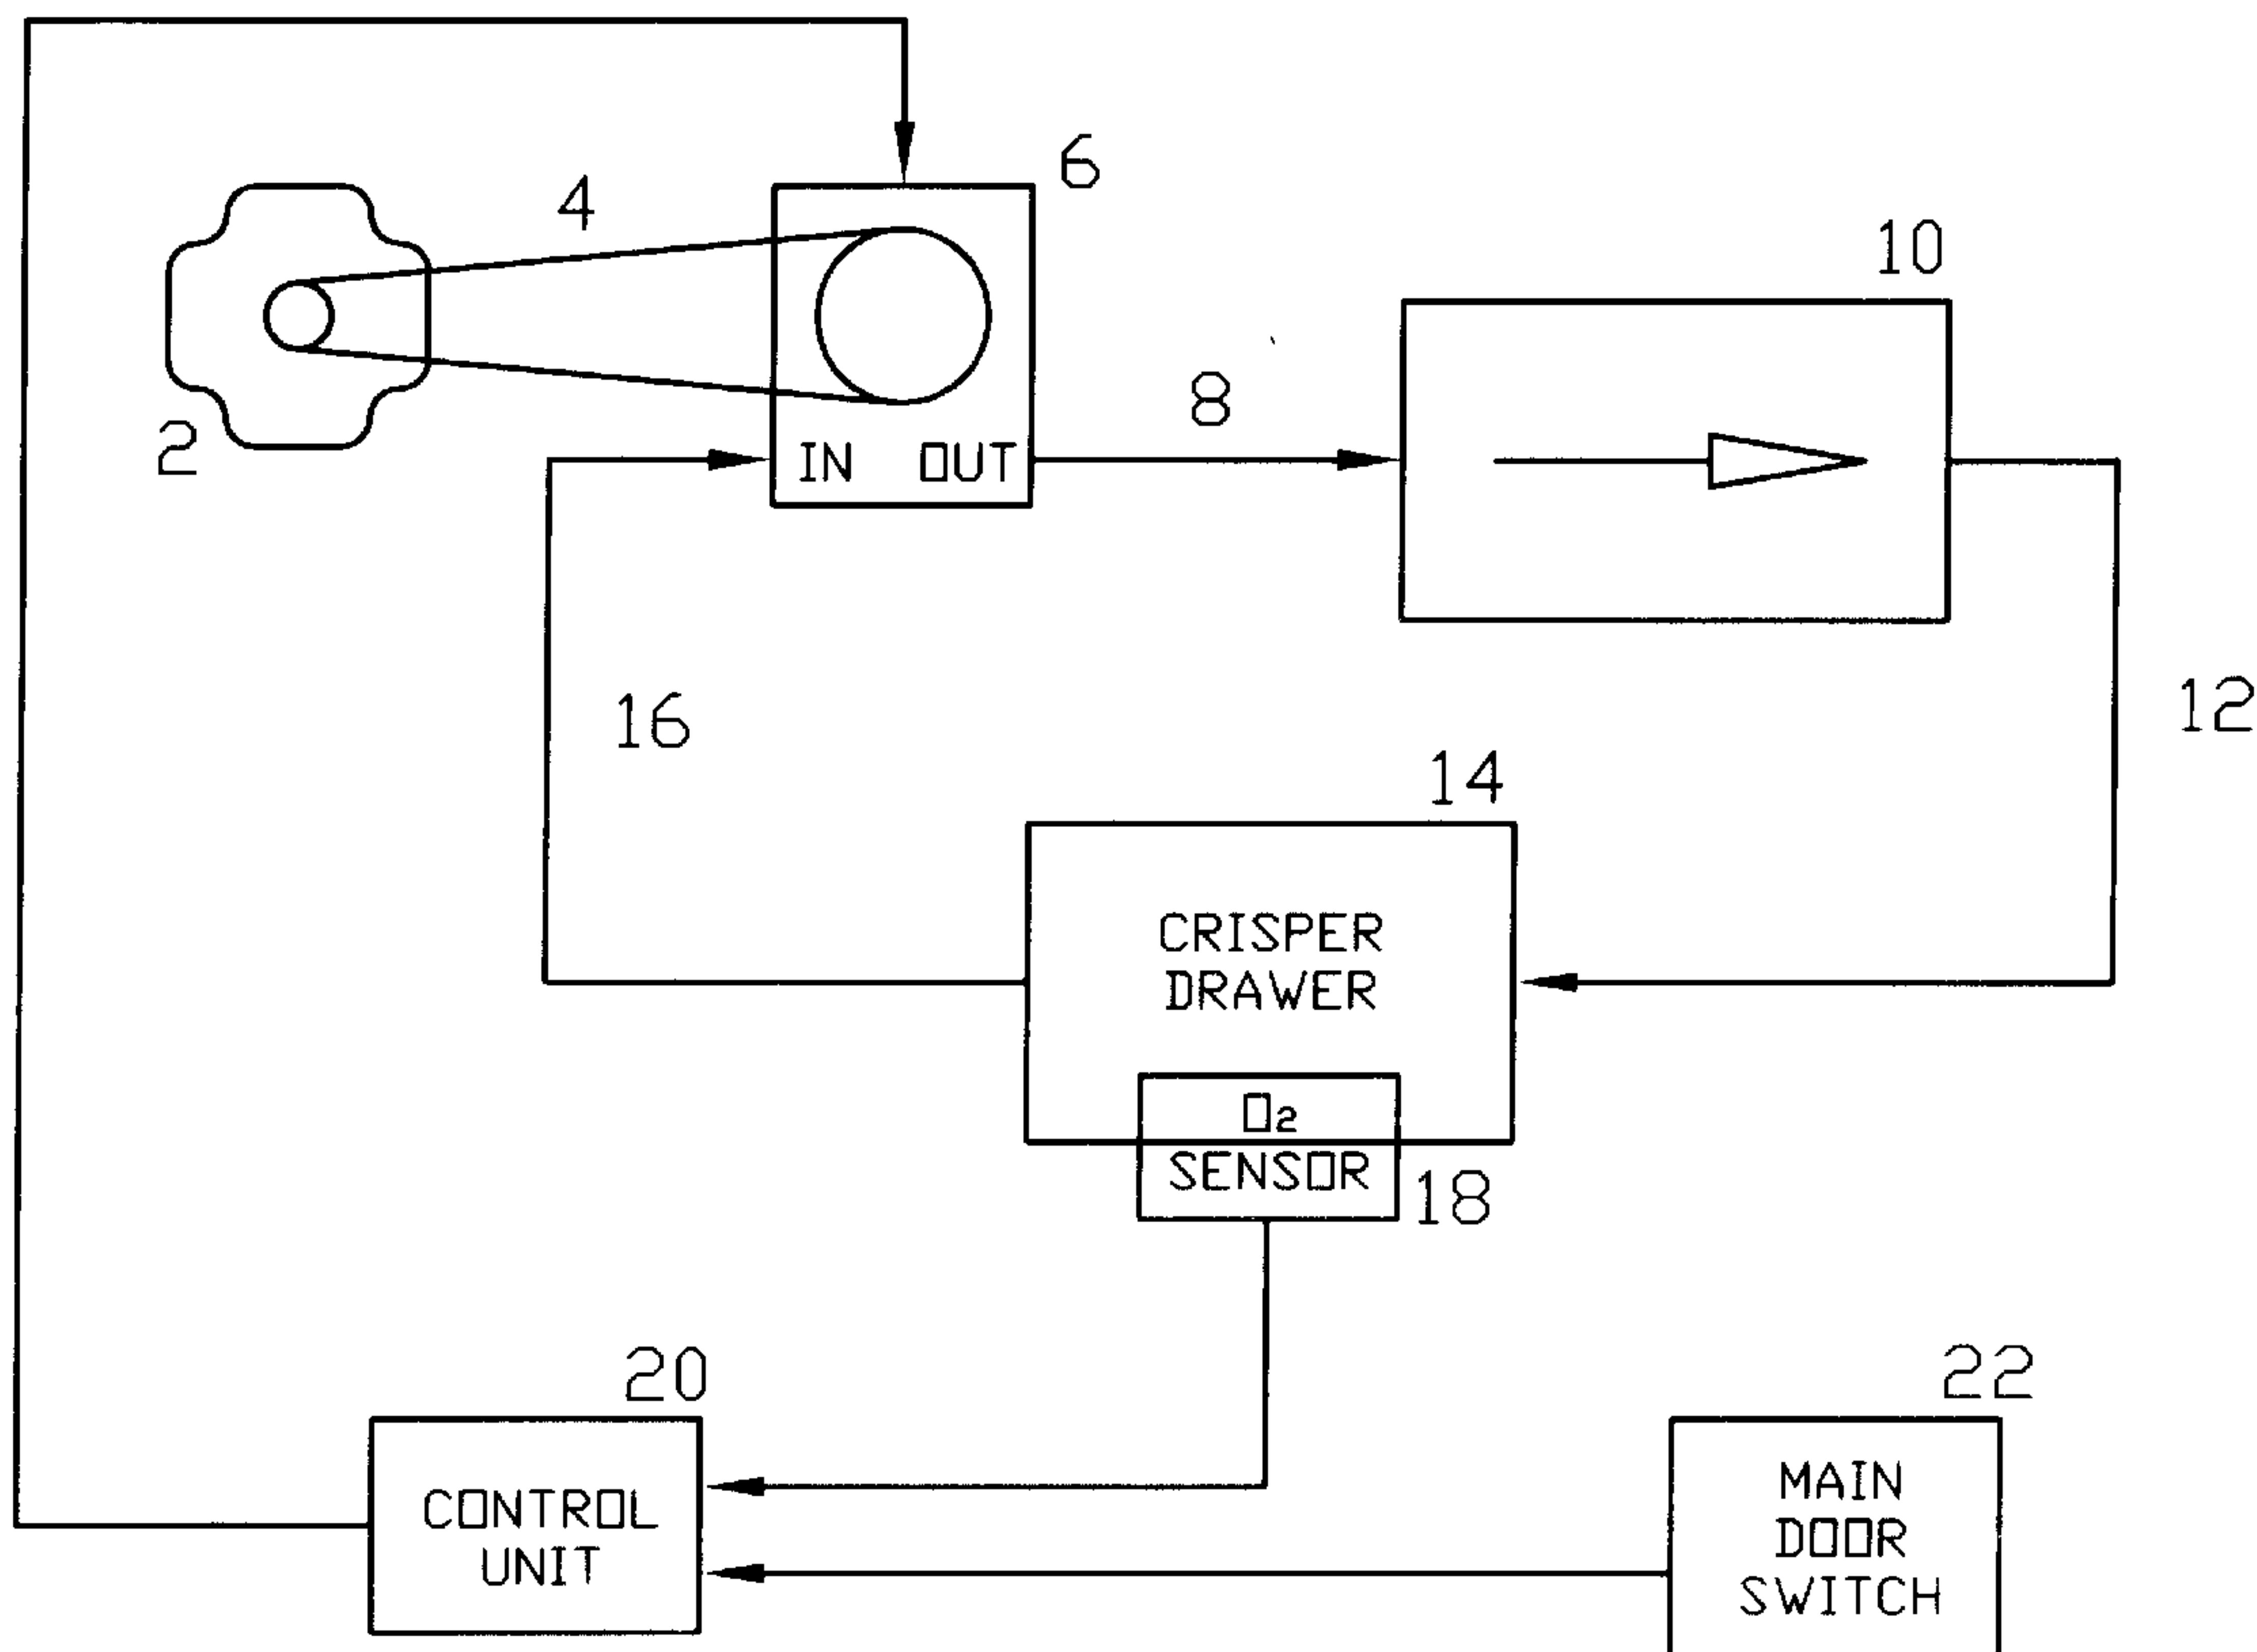 6
4
10
8
IN OUT
2
12
16
14
CRISPER
DRAWER
O2
SENSOR
18
20
22
CONTROL
UNIT
MAIN
DOOR
SWITCH